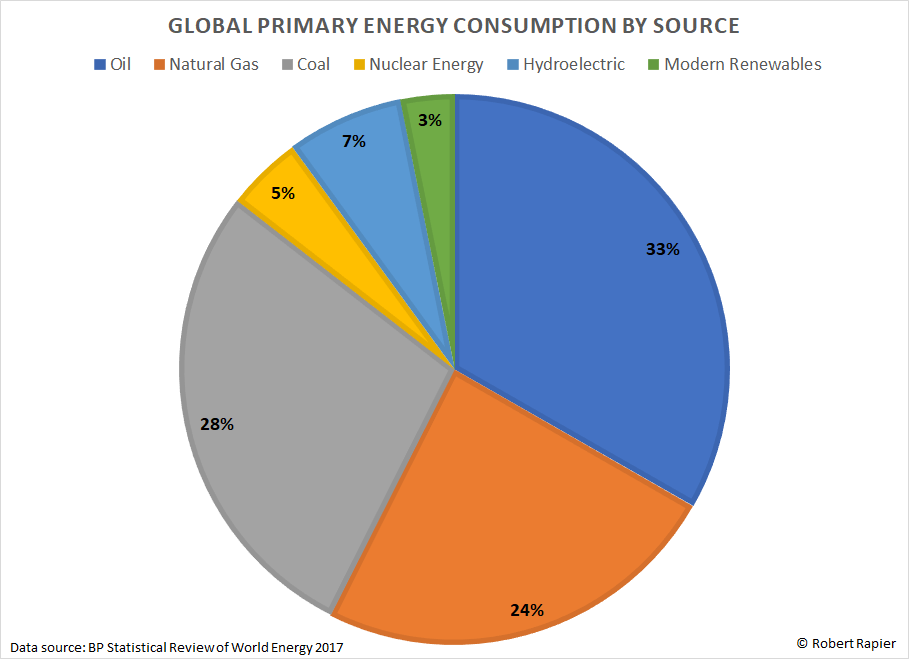 GLOBAL PRIMARY ENERGY CONSUMPTION BY SOURCE
Oil Natural Gas Coal Nuclear Energy Hydroelectric Modern Renewables
3%
7%
5%
33%
28%
24%
Data source: BP Statistical Review of World Energy 2017
© Robert Rapier